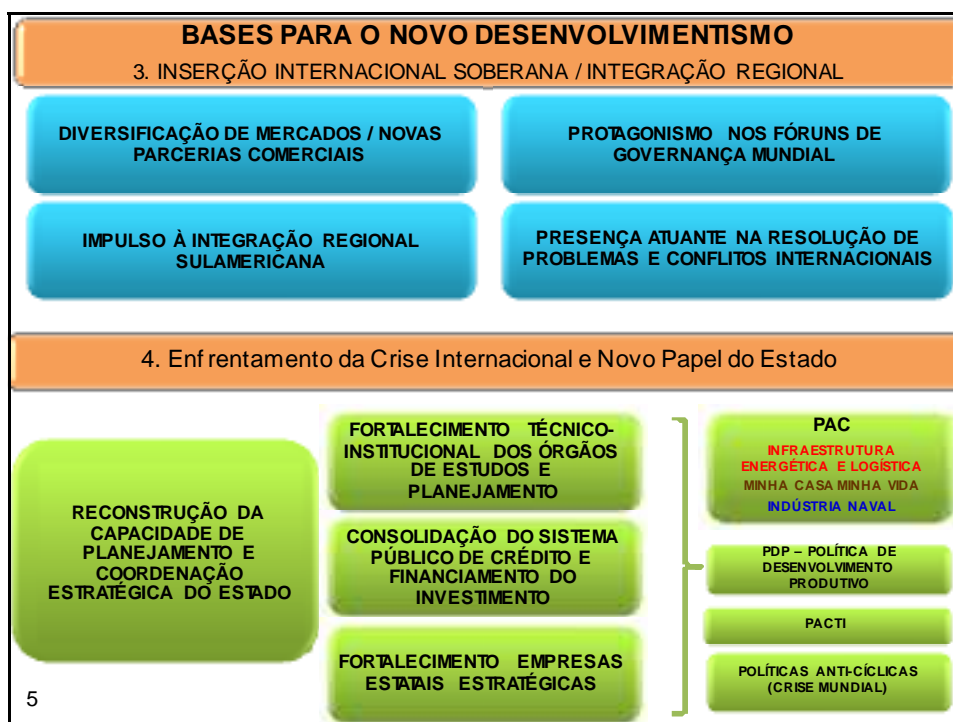 BASES PARA O NOVO DESENVOLVIMENTISMO
3. INSERÇÃO INTERNACIONAL SOBERANA / INTEGRAÇÃO REGIONAL
DIVERSIFICAÇÃO DE MERCADOS / NOVAS
PARCERIAS COMERCIAIS
PROTAGONISMO NOS FÓRUNS DE
GOVERNANÇA MUNDIAL
IMPULSO À INTEGRAÇÃO REGIONAL
SULAMERICANA
PRESENÇA ATUANTE NA RESOLUÇÃO DE
PROBLEMAS E CONFLITOS INTERNACIONAIS
4. Enfrentamento da Crise Internacional e Novo Papel do Estado
RECONSTRUÇÃO DA
CAPACIDADE DE
PLANEJAMENTO E
COORDENAÇÃO
ESTRATÉGICA DO ESTADO
FORTALECIMENTO TÉCNICO-
INSTITUCIONAL DOS ÓRGÃOS
DE ESTUDOS E
PLANEJAMENTO
CONSOLIDAÇÃO DO SISTEMA
PÚBLICO DE CRÉDITO E
FINANCIAMENTO DO
INVESTIMENTO
FORTALECIMENTO EMPRESAS
ESTATAIS ESTRATÉGICAS
PAC
INFRAESTRUTURA
ENERGÉTICA E LOGÍSTICA
MINHA CASA MINHA VIDA
INDÚSTRIA NAVAL
PDP – POLÍTICA DE
DESENVOLVIMENTO
PRODUTIVO
PACTI
POLÍTICAS ANTI-CÍCLICAS
(CRISE MUNDIAL)
5